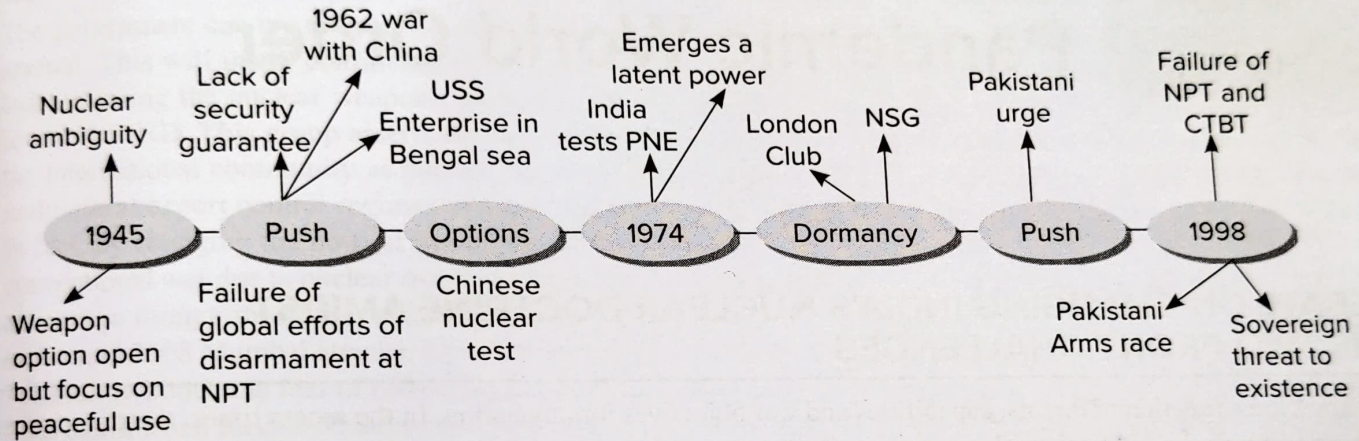 Nuclear
ambiguity
1945
Weapon
option open
but focus on
peaceful use
Lack of
security
guarantee
1962 war
with China
USS
Enterprise in
Bengal sea
Push
Failure of
global efforts of
disarmament at
NPT
Options
Chinese
nuclear
test
India
tests PNE
Emerges a
latent power
1974
London
Club
NSG
Dormancy
Pakistani
urge
Push
Failure of
NPT and
CTBT
1998
Pakistani
Arms race
Sovereign
threat to
existence